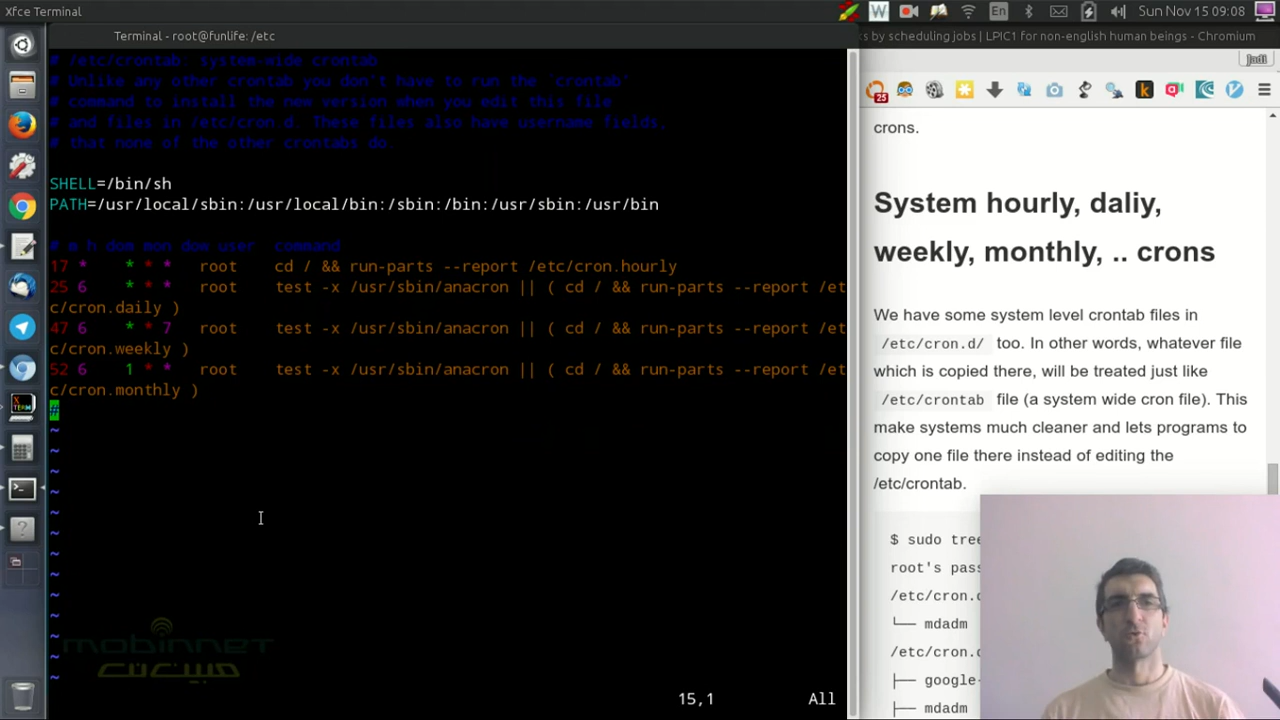 Xfce Terminal
W
En
Sun Nov 15 09:08
Terminal - root@funlife: /etc
s by scheduling jobs | LPIC1 for non-english human beings - Chromium
Jadi
# /etc/crontab: system-wide crontab
# Unlike any other crontab you don't have to run the `crontab'
# command to install the new version when you edit this file
# and files in /etc/cron.d. These files also have username fields,
# that none of the other crontabs do.
SHELL=/bin/sh
PATH=/usr/local/sbin:/usr/local/bin:/sbin:/bin:/usr/sbin:/usr/bin
# m h dom mon dow user command
17 * * * * root cd / && run-parts --report /etc/cron.hourly
25 6 * * * root test -x /usr/sbin/anacron || ( cd / && run-parts --report /et
c/cron.daily )
47 6 * * 7 root test -x /usr/sbin/anacron || ( cd / && run-parts --report /et
c/cron.weekly )
52 6 1 * * root test -x /usr/sbin/anacron || ( cd / && run-parts --report /et
c/cron.monthly )
#
~
~
~
~
~
~
~
~
~
~
~
~
~
15,1 All
mobinnet
مبین‌نت
25
k
crons.
System hourly, daliy,
weekly, monthly, .. crons
We have some system level crontab files in
/etc/cron.d/ too. In other words, whatever file
which is copied there, will be treated just like
/etc/crontab file (a system wide cron file). This
make systems much cleaner and lets programs to
copy one file there instead of editing the
/etc/crontab.
$ sudo tree
root's pass
/etc/cron.d
└── mdadm
/etc/cron.d
├── google-
├── mdadm